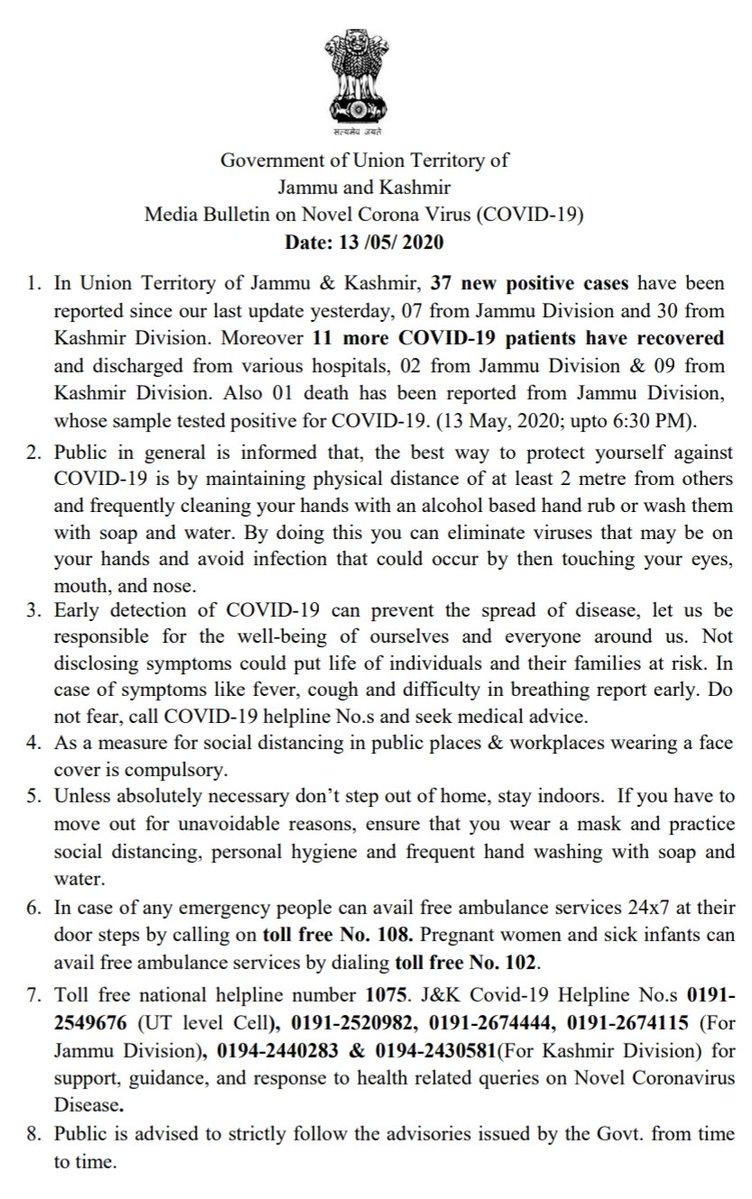 सत्यमेव जयते
Government of Union Territory of
Jammu and Kashmir
Media Bulletin on Novel Corona Virus (COVID-19)
Date: 13 /05/ 2020
1. In Union Territory of Jammu & Kashmir, 37 new positive cases have been
reported since our last update yesterday, 07 from Jammu Division and 30 from
Kashmir Division. Moreover 11 more COVID-19 patients have recovered
and discharged from various hospitals, 02 from Jammu Division & 09 from
Kashmir Division. Also 01 death has been reported from Jammu Division,
whose sample tested positive for COVID-19. (13 May, 2020; upto 6:30 PM).
2. Public in general is informed that, the best way to protect yourself against
COVID-19 is by maintaining physical distance of at least 2 metre from others
and frequently cleaning your hands with an alcohol based hand rub or wash them
with soap and water. By doing this you can eliminate viruses that may be on
your hands and avoid infection that could occur by then touching your eyes,
mouth, and nose.
3. Early detection of COVID-19 can prevent the spread of disease, let us be
responsible for the well-being of ourselves and everyone around us. Not
disclosing symptoms could put life of individuals and their families at risk. In
case of symptoms like fever, cough and difficulty in breathing report early. Do
not fear, call COVID-19 helpline No.s and seek medical advice.
4. As a measure for social distancing in public places & workplaces wearing a face
cover is compulsory.
5. Unless absolutely necessary don’t step out of home, stay indoors. If you have to
move out for unavoidable reasons, ensure that you wear a mask and practice
social distancing, personal hygiene and frequent hand washing with soap and
water.
6. In case of any emergency people can avail free ambulance services 24x7 at their
door steps by calling on toll free No. 108. Pregnant women and sick infants can
avail free ambulance services by dialing toll free No. 102.
7. Toll free national helpline number 1075. J&K Covid-19 Helpline No.s 0191-
2549676 (UT level Cell), 0191-2520982, 0191-2674444, 0191-2674115 (For
Jammu Division), 0194-2440283 & 0194-2430581(For Kashmir Division) for
support, guidance, and response to health related queries on Novel Coronavirus
Disease.
8. Public is advised to strictly follow the advisories issued by the Govt. from time
to time.